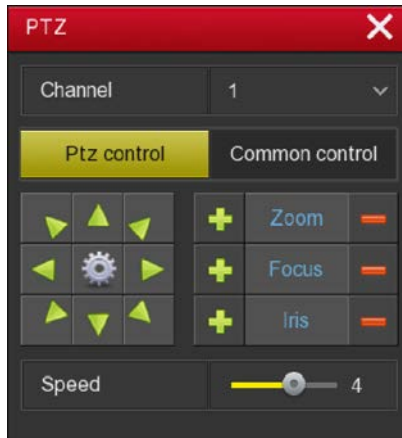 PTZ
Channel 1
Ptz control Common control
Zoom
Focus
Iris
Speed 4